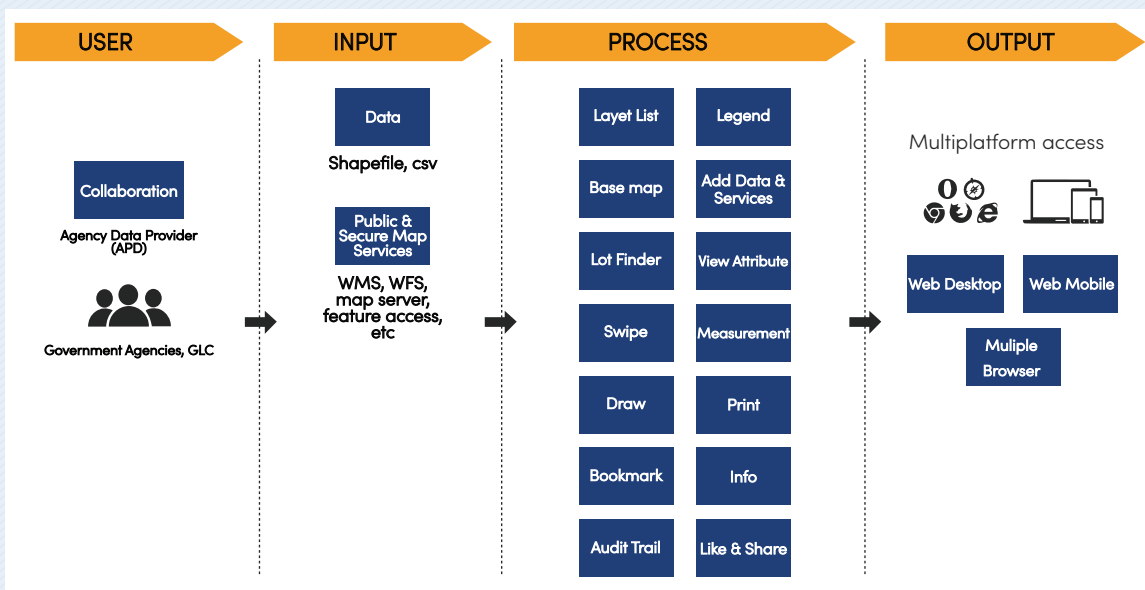 USER
INPUT
PROCESS
OUTPUT
Collaboration
Agency Data Provider
(APD)
Government Agencies, GLC
Data
Shapefile, csv
Public &
Secure Map
Services
WMS, WFS,
map server,
feature access,
etc
Layet List
Legend
Base map
Add Data &
Services
Lot Finder
View Attribute
Swipe
Measurement
Draw
Print
Bookmark
Info
Audit Trail
Like & Share
Multiplatform access
Web Desktop
Web Mobile
Muliple
Browser